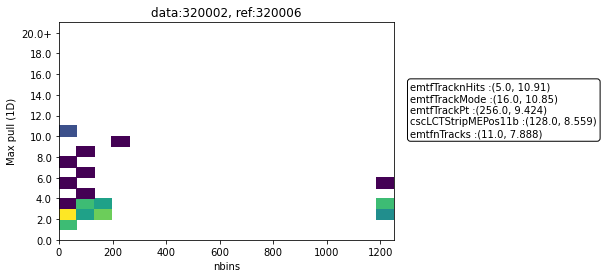 data:320002, ref:320006
20.0+
18.0
16.0
14.0
12.0
10.0
8.0
6.0
4.0
2.0
0.0
Max pull (1D)
0 200 400 600 800 1000 1200
nbins
emtfTracknHits :(5.0, 10.91)
emtfTrackMode :(16.0, 10.85)
emtfTrackPt :(256.0, 9.424)
cscLCTStripMEPos11b :(128.0, 8.559)
emtfnTracks :(11.0, 7.888)